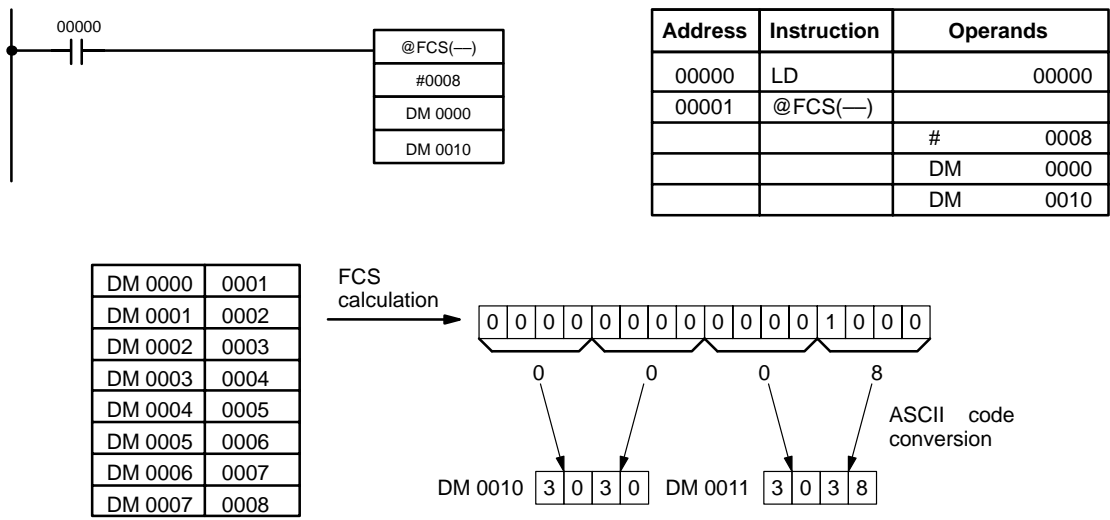 00000
@FCS(––)
#0008
DM 0000
DM 0010
Address Instruction Operands
00000 LD 00000
00001 @FCS(––)
# 0008
DM 0000
DM 0010
DM 0000 0001
DM 0001 0002
DM 0002 0003
DM 0003 0004
DM 0004 0005
DM 0005 0006
DM 0006 0007
DM 0007 0008
FCS
calculation
0 0 0 0 0 0 0 0 0 0 0 0 1 0 0 0
0 0 0 8
ASCII code
conversion
DM 0010 3 0 3 0 DM 0011 3 0 3 8